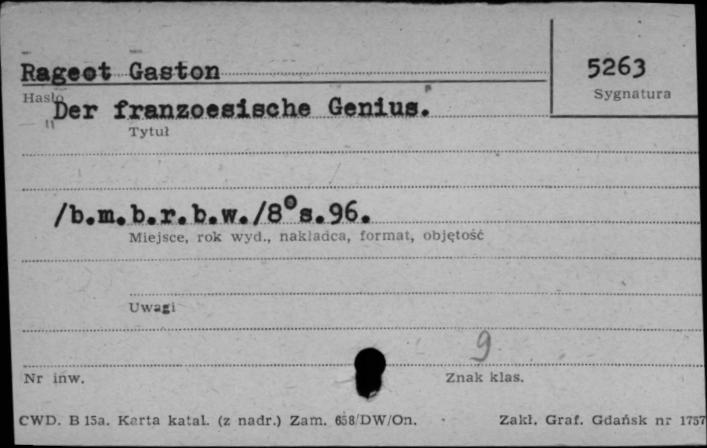 Rageot Gaston
5263
Hasło
Sygnatura
"Der franzoesische Genius."
Tytuł
/b.m.b.r.b.w./8° s.96.
Miejsce, rok wyd., nakładca, format, objętość
Uwagi
9
Nr inw.
Znak klas.
CWD. B 15a. Karta katal. (z nadr.) Zam. 658/DW/On.
Zakł. Graf. Gdańsk nr 1757